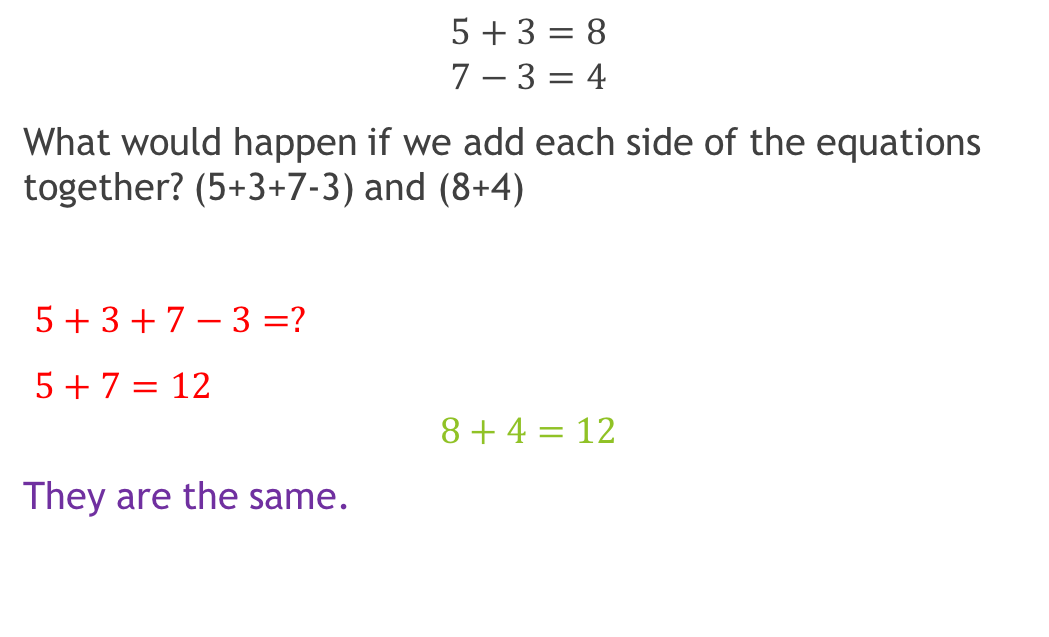 5 + 3 = 8
7 − 3 = 4
What would happen if we add each side of the equations
together? (5+3+7-3) and (8+4)
5 + 3 + 7 − 3 =?
5 + 7 = 12
8 + 4 = 12
They are the same.